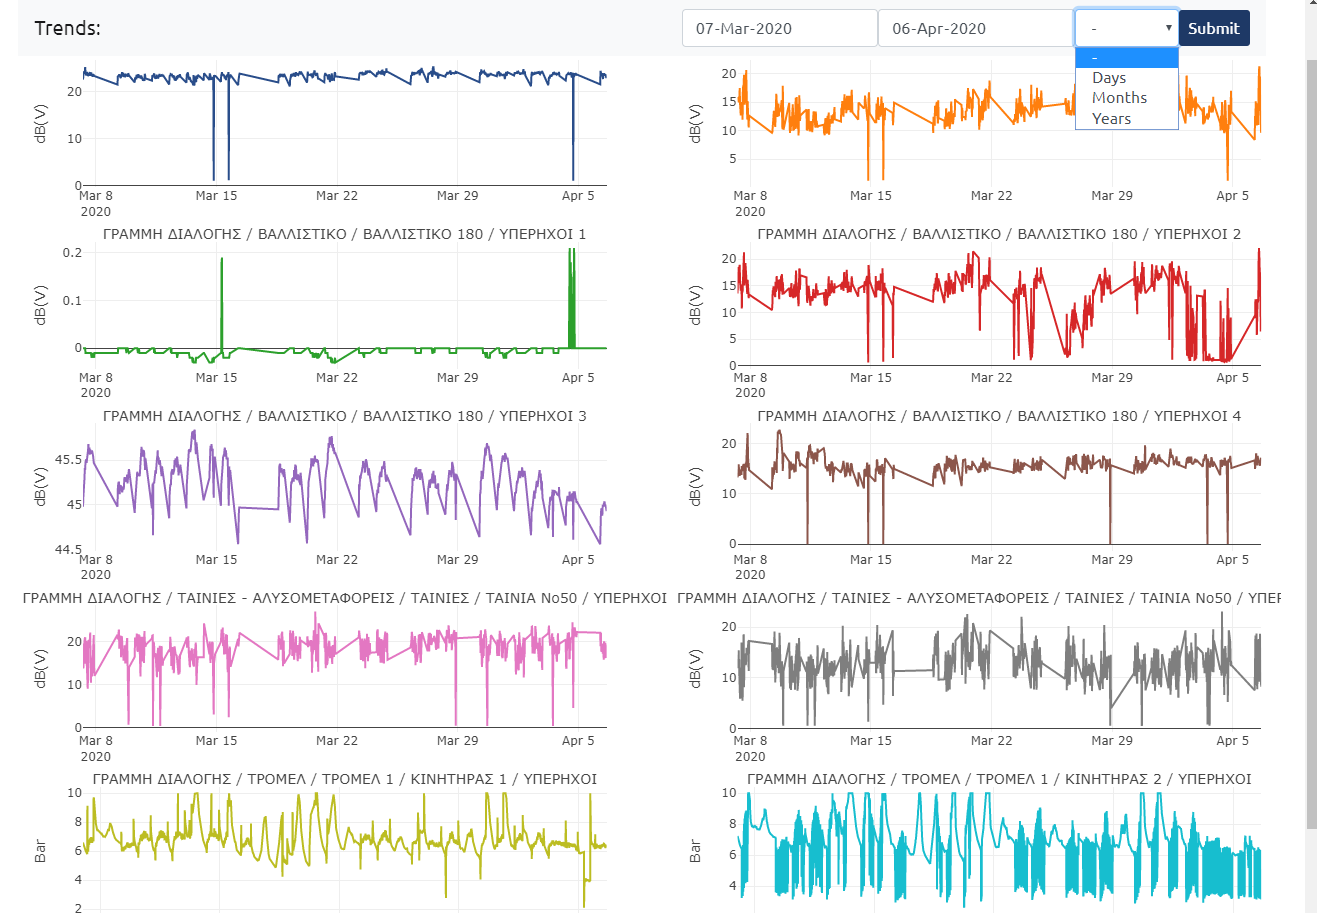 Trends:
07-Mar-2020 06-Apr-2020 - Submit
-
Days
Months
Years
dB(V) 20 10 0
Mar 8 Mar 15 Mar 22 Mar 29 Apr 5
2020
dB(V) 20 15 10 5
Mar 8 Mar 15 Mar 22 Mar 29 Apr 5
2020
ΓΡΑΜΜΗ ΔΙΑΛΟΓΗΣ / ΒΑΛΛΙΣΤΙΚΟ / ΒΑΛΛΙΣΤΙΚΟ 180 / ΥΠΕΡΗΧΟΙ 1
dB(V) 0.2 0.1 0
Mar 8 Mar 15 Mar 22 Mar 29 Apr 5
2020
ΓΡΑΜΜΗ ΔΙΑΛΟΓΗΣ / ΒΑΛΛΙΣΤΙΚΟ / ΒΑΛΛΙΣΤΙΚΟ 180 / ΥΠΕΡΗΧΟΙ 2
dB(V) 20 15 10 5 0
Mar 8 Mar 15 Mar 22 Mar 29 Apr 5
2020
ΓΡΑΜΜΗ ΔΙΑΛΟΓΗΣ / ΒΑΛΛΙΣΤΙΚΟ / ΒΑΛΛΙΣΤΙΚΟ 180 / ΥΠΕΡΗΧΟΙ 3
dB(V) 45.5 45 44.5
Mar 8 Mar 15 Mar 22 Mar 29 Apr 5
2020
ΓΡΑΜΜΗ ΔΙΑΛΟΓΗΣ / ΒΑΛΛΙΣΤΙΚΟ / ΒΑΛΛΙΣΤΙΚΟ 180 / ΥΠΕΡΗΧΟΙ 4
dB(V) 20 10 0
Mar 8 Mar 15 Mar 22 Mar 29 Apr 5
2020
ΓΡΑΜΜΗ ΔΙΑΛΟΓΗΣ / ΤΑΙΝΙΕΣ - ΑΛΥΣΟΜΕΤΑΦΟΡΕΙΣ / ΤΑΙΝΙΕΣ / ΤΑΙΝΙΑ Νο50 / ΥΠΕΡΗΧΟΙ
dB(V) 20 10 0
Mar 8 Mar 15 Mar 22 Mar 29 Apr 5
2020
ΓΡΑΜΜΗ ΔΙΑΛΟΓΗΣ / ΤΑΙΝΙΕΣ - ΑΛΥΣΟΜΕΤΑΦΟΡΕΙΣ / ΤΑΙΝΙΕΣ / ΤΑΙΝΙΑ Νο50 / ΥΠΕΡ
dB(V) 20 10 0
Mar 8 Mar 15 Mar 22 Mar 29 Apr 5
2020
ΓΡΑΜΜΗ ΔΙΑΛΟΓΗΣ / ΤΡΟΜΕΛ / ΤΡΟΜΕΛ 1 / ΚΙΝΗΤΗΡΑΣ 1 / ΥΠΕΡΗΧΟΙ
Bar 10 8 6 4 2
ΓΡΑΜΜΗ ΔΙΑΛΟΓΗΣ / ΤΡΟΜΕΛ / ΤΡΟΜΕΛ 1 / ΚΙΝΗΤΗΡΑΣ 2 / ΥΠΕΡΗΧΟΙ
Bar 10 8 6 4